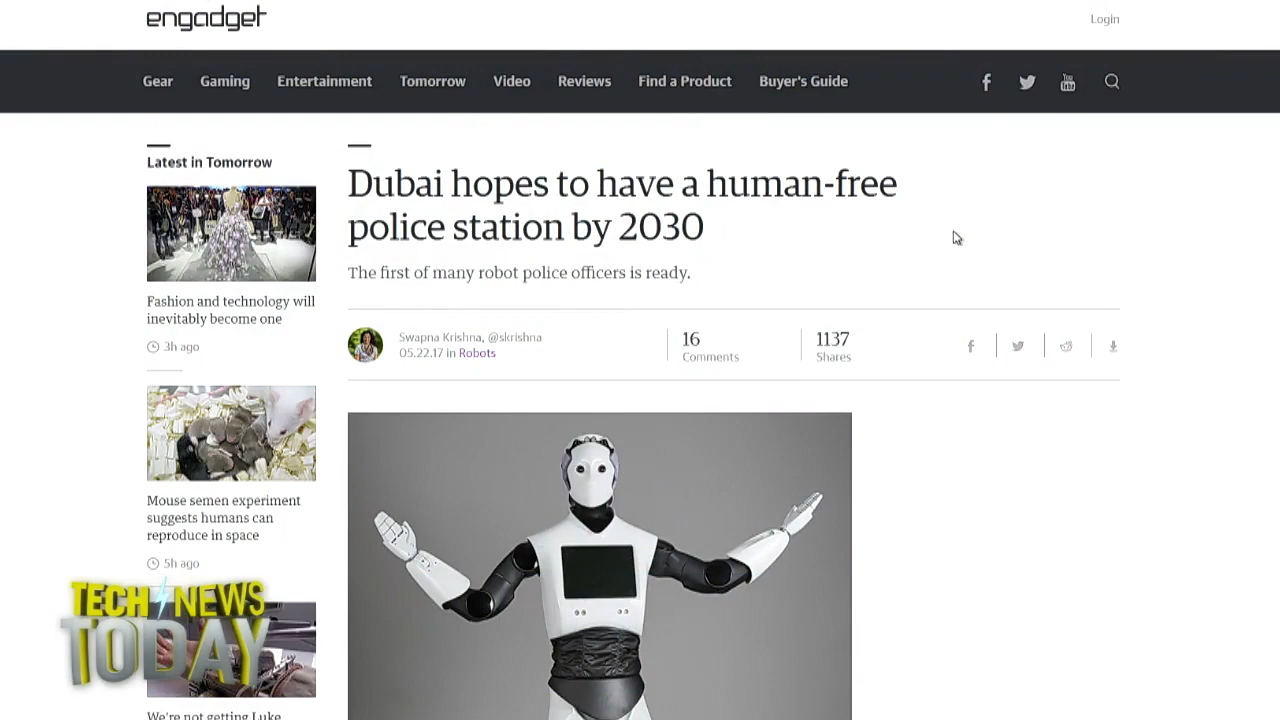 engadget
Login
Gear Gaming Entertainment Tomorrow Video Reviews Find a Product Buyer's Guide
You Tube
Latest in Tomorrow
Fashion and technology will
inevitably become one
3h ago
Mouse semen experiment
suggests humans can
reproduce in space
5h ago
We're not getting Luke
Dubai hopes to have a human-free
police station by 2030
The first of many robot police officers is ready.
Swapna Krishna, @skrishna
05.22.17 in Robots
16
Comments
1137
Shares
TECH NEWS
TODAY